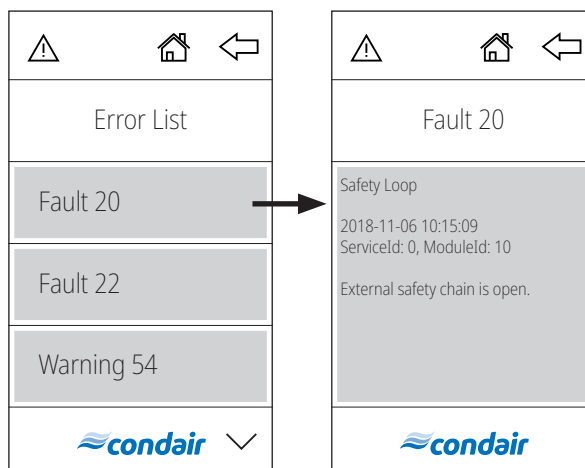 Error List
Fault 20
Fault 22
Warning 54
condair
Fault 20
Safety Loop
2018-11-06 10:15:09
ServiceId: 0, ModuleId: 10
External safety chain is open.
condair